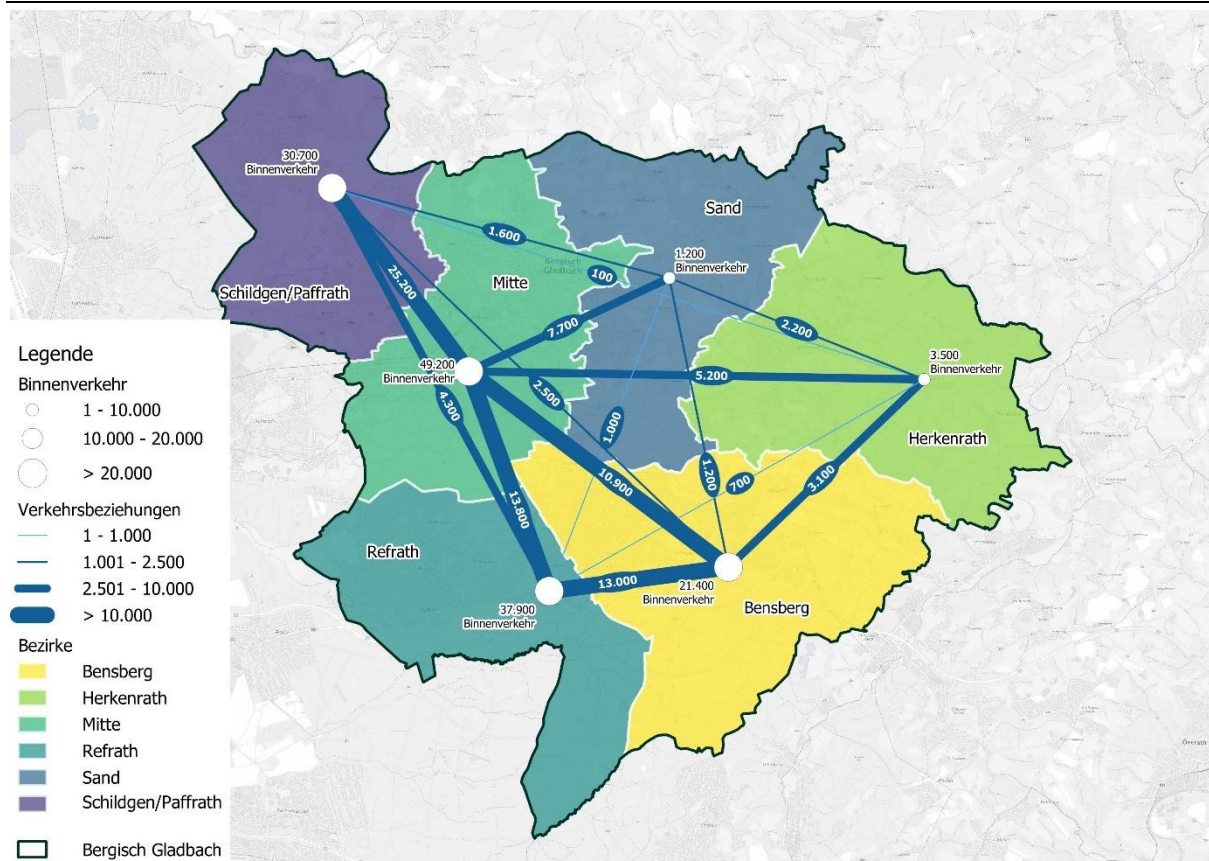 30.700
Binnenverkehr
Sand
1.600
1.200
Binnenverkehr
Bergisch
Gladbach
100
Mitte
25.200
Schildgen/Paffrath
7.700
2.200
3.500
Binnenverkehr
49.200
Binnenverkehr
5.200
2.500
4.300
1.000
Herkenrath
10.900
1.200
700
3.100
13.800
Refrath
13.000
21.400
Binnenverkehr
Bensberg
37.900
Binnenverkehr
Legende
Binnenverkehr
1 - 10.000
10.000 - 20.000
> 20.000
Verkehrsbeziehungen
1 - 1.000
1.001 - 2.500
2.501 - 10.000
> 10.000
Bezirke
Bensberg
Herkenrath
Mitte
Refrath
Sand
Schildgen/Paffrath
Bergisch Gladbach
Overath